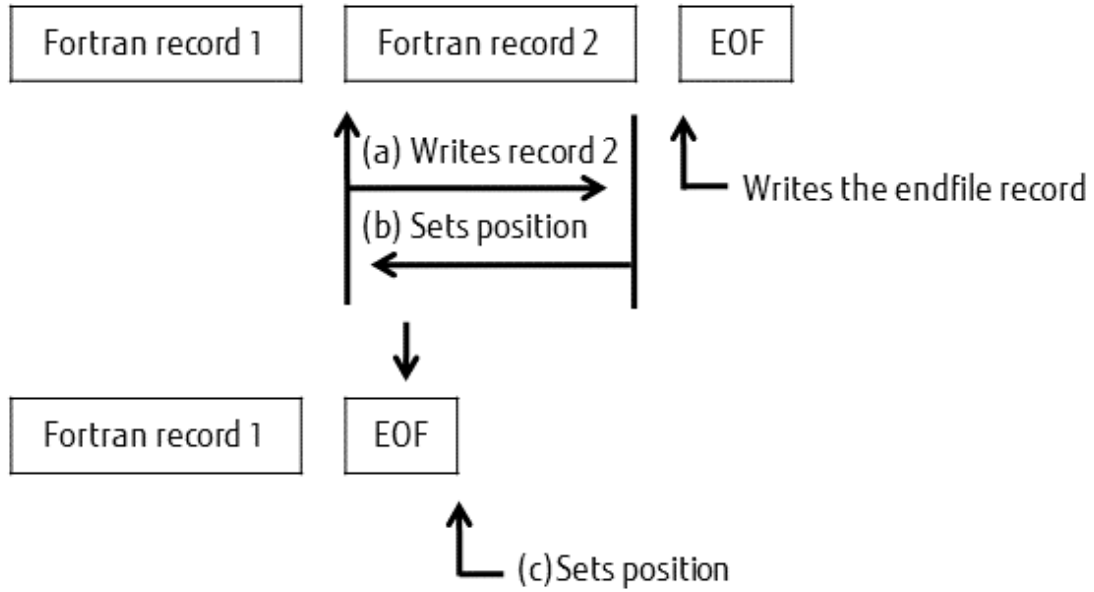 Fortran record 1
Fortran record 2
EOF
(a) Writes record 2
Writes the endfile record
(b) Sets position
Fortran record 1
EOF
(c)Sets position